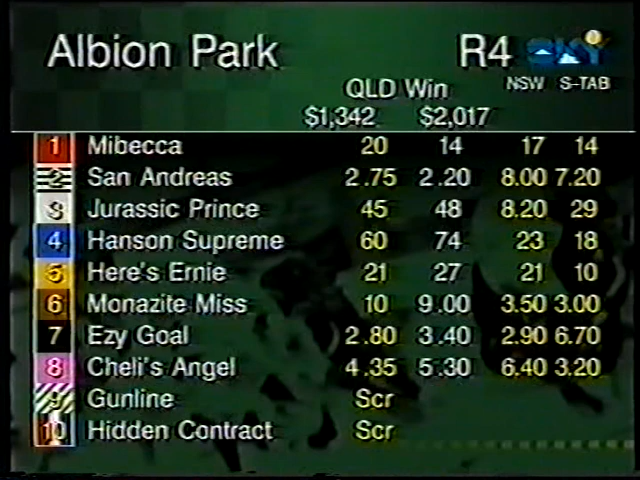 Albion Park R4 SKY
QLD Win NSW S-TAB
$1,342 $2,017
1 Mibecca 20 14 17 14
2 San Andreas 2.75 2.20 8.00 7.20
3 Jurassic Prince 45 48 8.20 29
4 Hanson Supreme 60 74 23 18
5 Here's Ernie 21 27 21 10
6 Monazite Miss 10 9.00 3.50 3.00
7 Ezy Goal 2.80 3.40 2.90 6.70
8 Cheli's Angel 4.35 5.30 6.40 3.20
9 Gunline Scr
10 Hidden Contract Scr